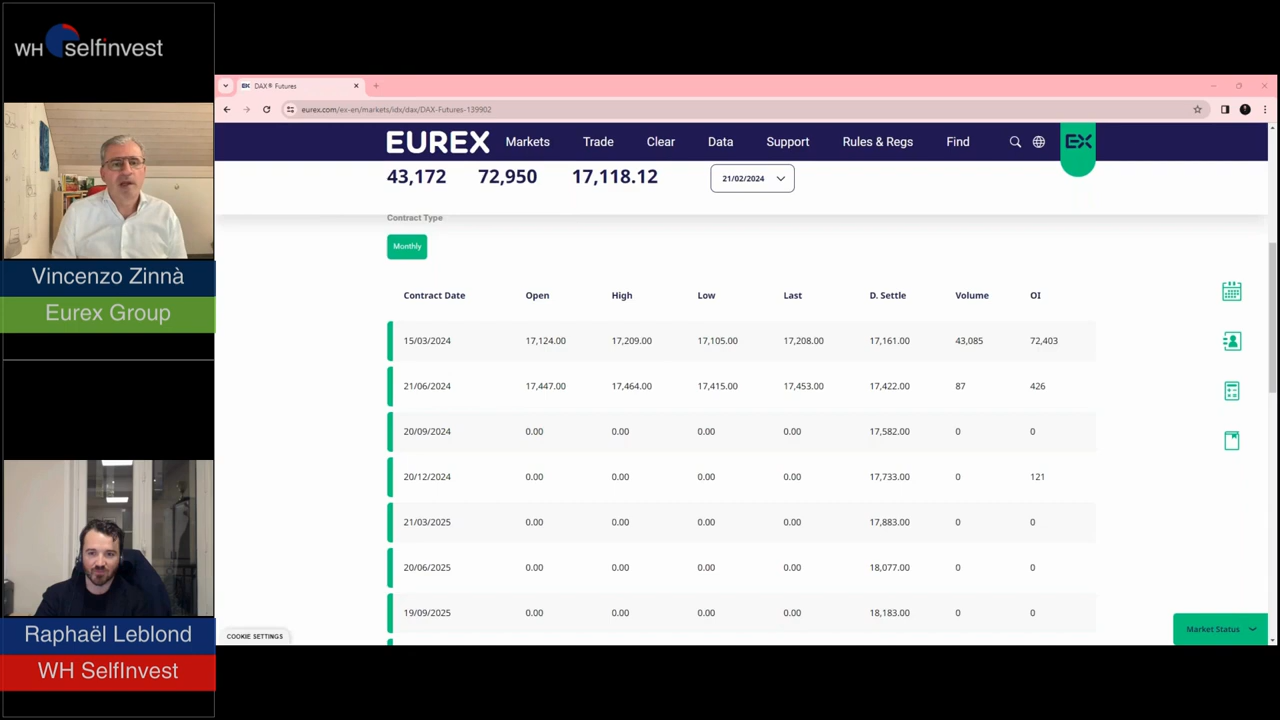 WH selfinvest
Vincenzo Zinnà
Eurex Group
Raphaël Leblond
WH SelfInvest
DAX® Futures
eurex.com/ex-en/markets/idx/dax/DAX-Futures-139902
EUREX Markets Trade Clear Data Support Rules & Regs Find EX
43,172 72,950 17,118.12 21/02/2024
Contract Type
Monthly
Contract Date Open High Low Last D. Settle Volume OI
15/03/2024 17,124.00 17,209.00 17,105.00 17,208.00 17,161.00 43,085 72,403
21/06/2024 17,447.00 17,464.00 17,415.00 17,453.00 17,422.00 87 426
20/09/2024 0.00 0.00 0.00 0.00 17,582.00 0 0
20/12/2024 0.00 0.00 0.00 0.00 17,733.00 0 121
21/03/2025 0.00 0.00 0.00 0.00 17,883.00 0 0
20/06/2025 0.00 0.00 0.00 0.00 18,077.00 0 0
19/09/2025 0.00 0.00 0.00 0.00 18,183.00 0 0
COOKIE SETTINGS
Market Status